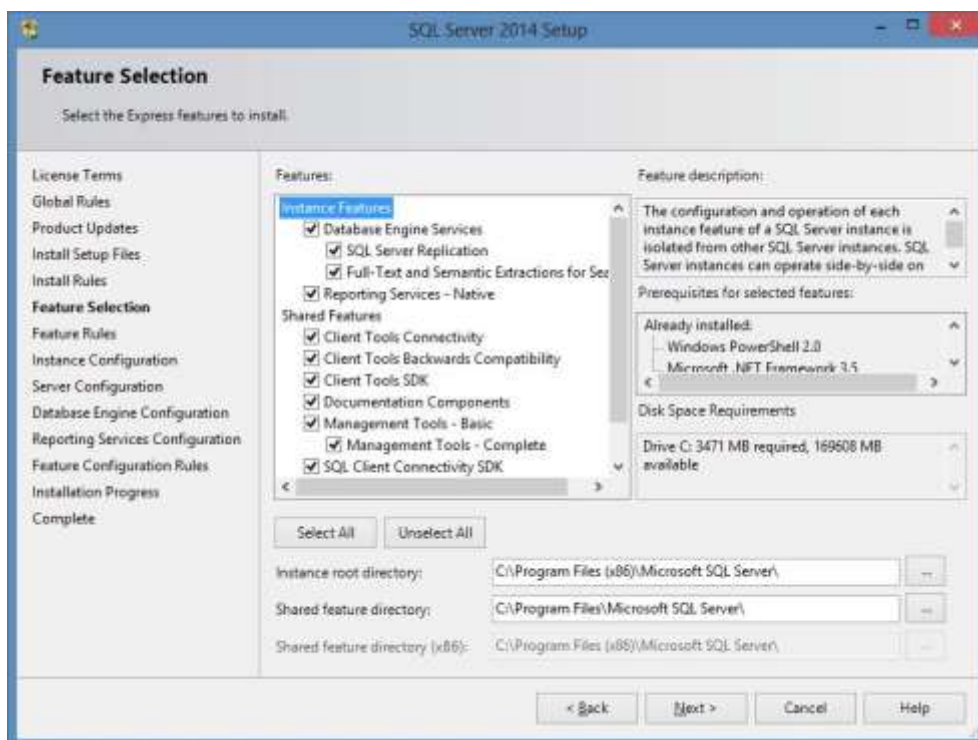 SQL Server 2014 Setup
Feature Selection
Select the Express features to install.
License Terms
Global Rules
Product Updates
Install Setup Files
Install Rules
Feature Selection
Feature Rules
Instance Configuration
Server Configuration
Database Engine Configuration
Reporting Services Configuration
Feature Configuration Rules
Installation Progress
Complete
Features:
Instance Features
Database Engine Services
SQL Server Replication
Full-Text and Semantic Extractions for Sea
Reporting Services - Native
Shared Features
Client Tools Connectivity
Client Tools Backwards Compatibility
Client Tools SDK
Documentation Components
Management Tools - Basic
Management Tools - Complete
SQL Client Connectivity SDK
Feature description:
The configuration and operation of each
instance feature of a SQL Server instance is
isolated from other SQL Server instances. SQL
Server instances can operate side-by-side on
Prerequisites for selected features:
Already installed:
Windows PowerShell 2.0
Microsoft .NET Framework 3.5
Disk Space Requirements
Drive C: 3471 MB required, 169608 MB
available
Select All
Unselect All
Instance root directory:
C:\Program Files (x86)\Microsoft SQL Server\
...
Shared feature directory:
C:\Program Files\Microsoft SQL Server\
...
Shared feature directory (x86):
C:\Program Files (x86)\Microsoft SQL Server\
...
< Back
Next >
Cancel
Help